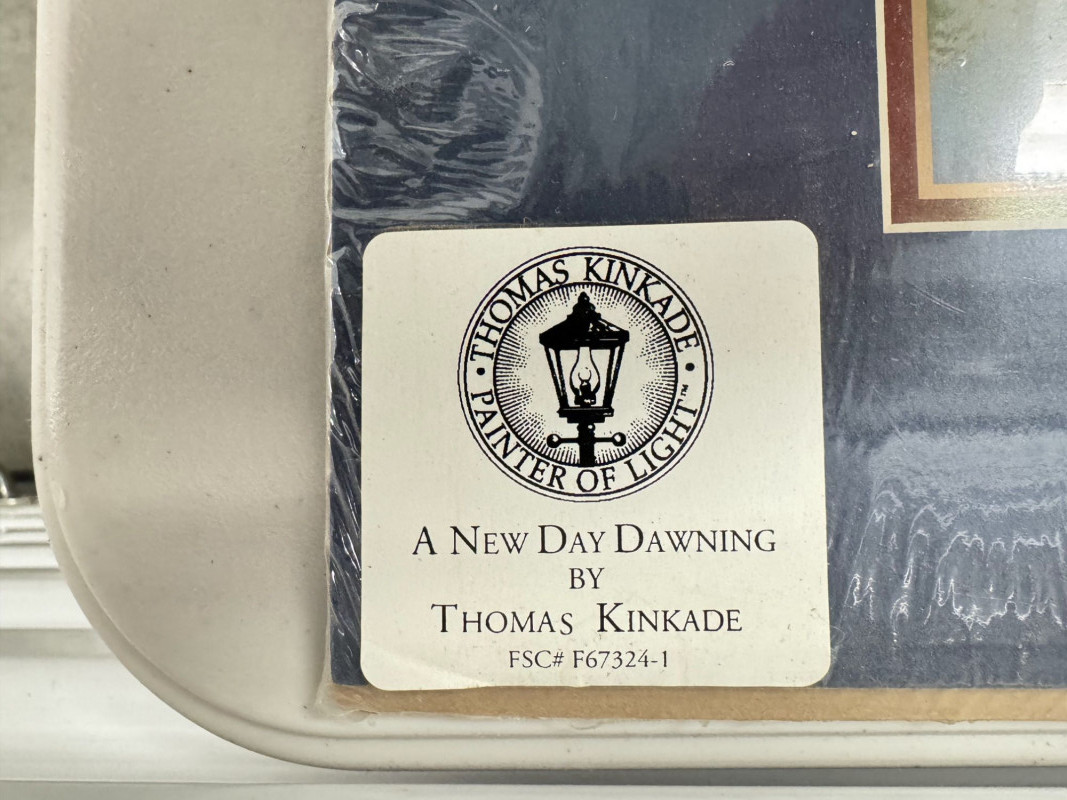 THOMAS KINKADE
PAINTER OF LIGHT™
A NEW DAY DAWNING
BY
THOMAS KINKADE
FSC# F67324-1